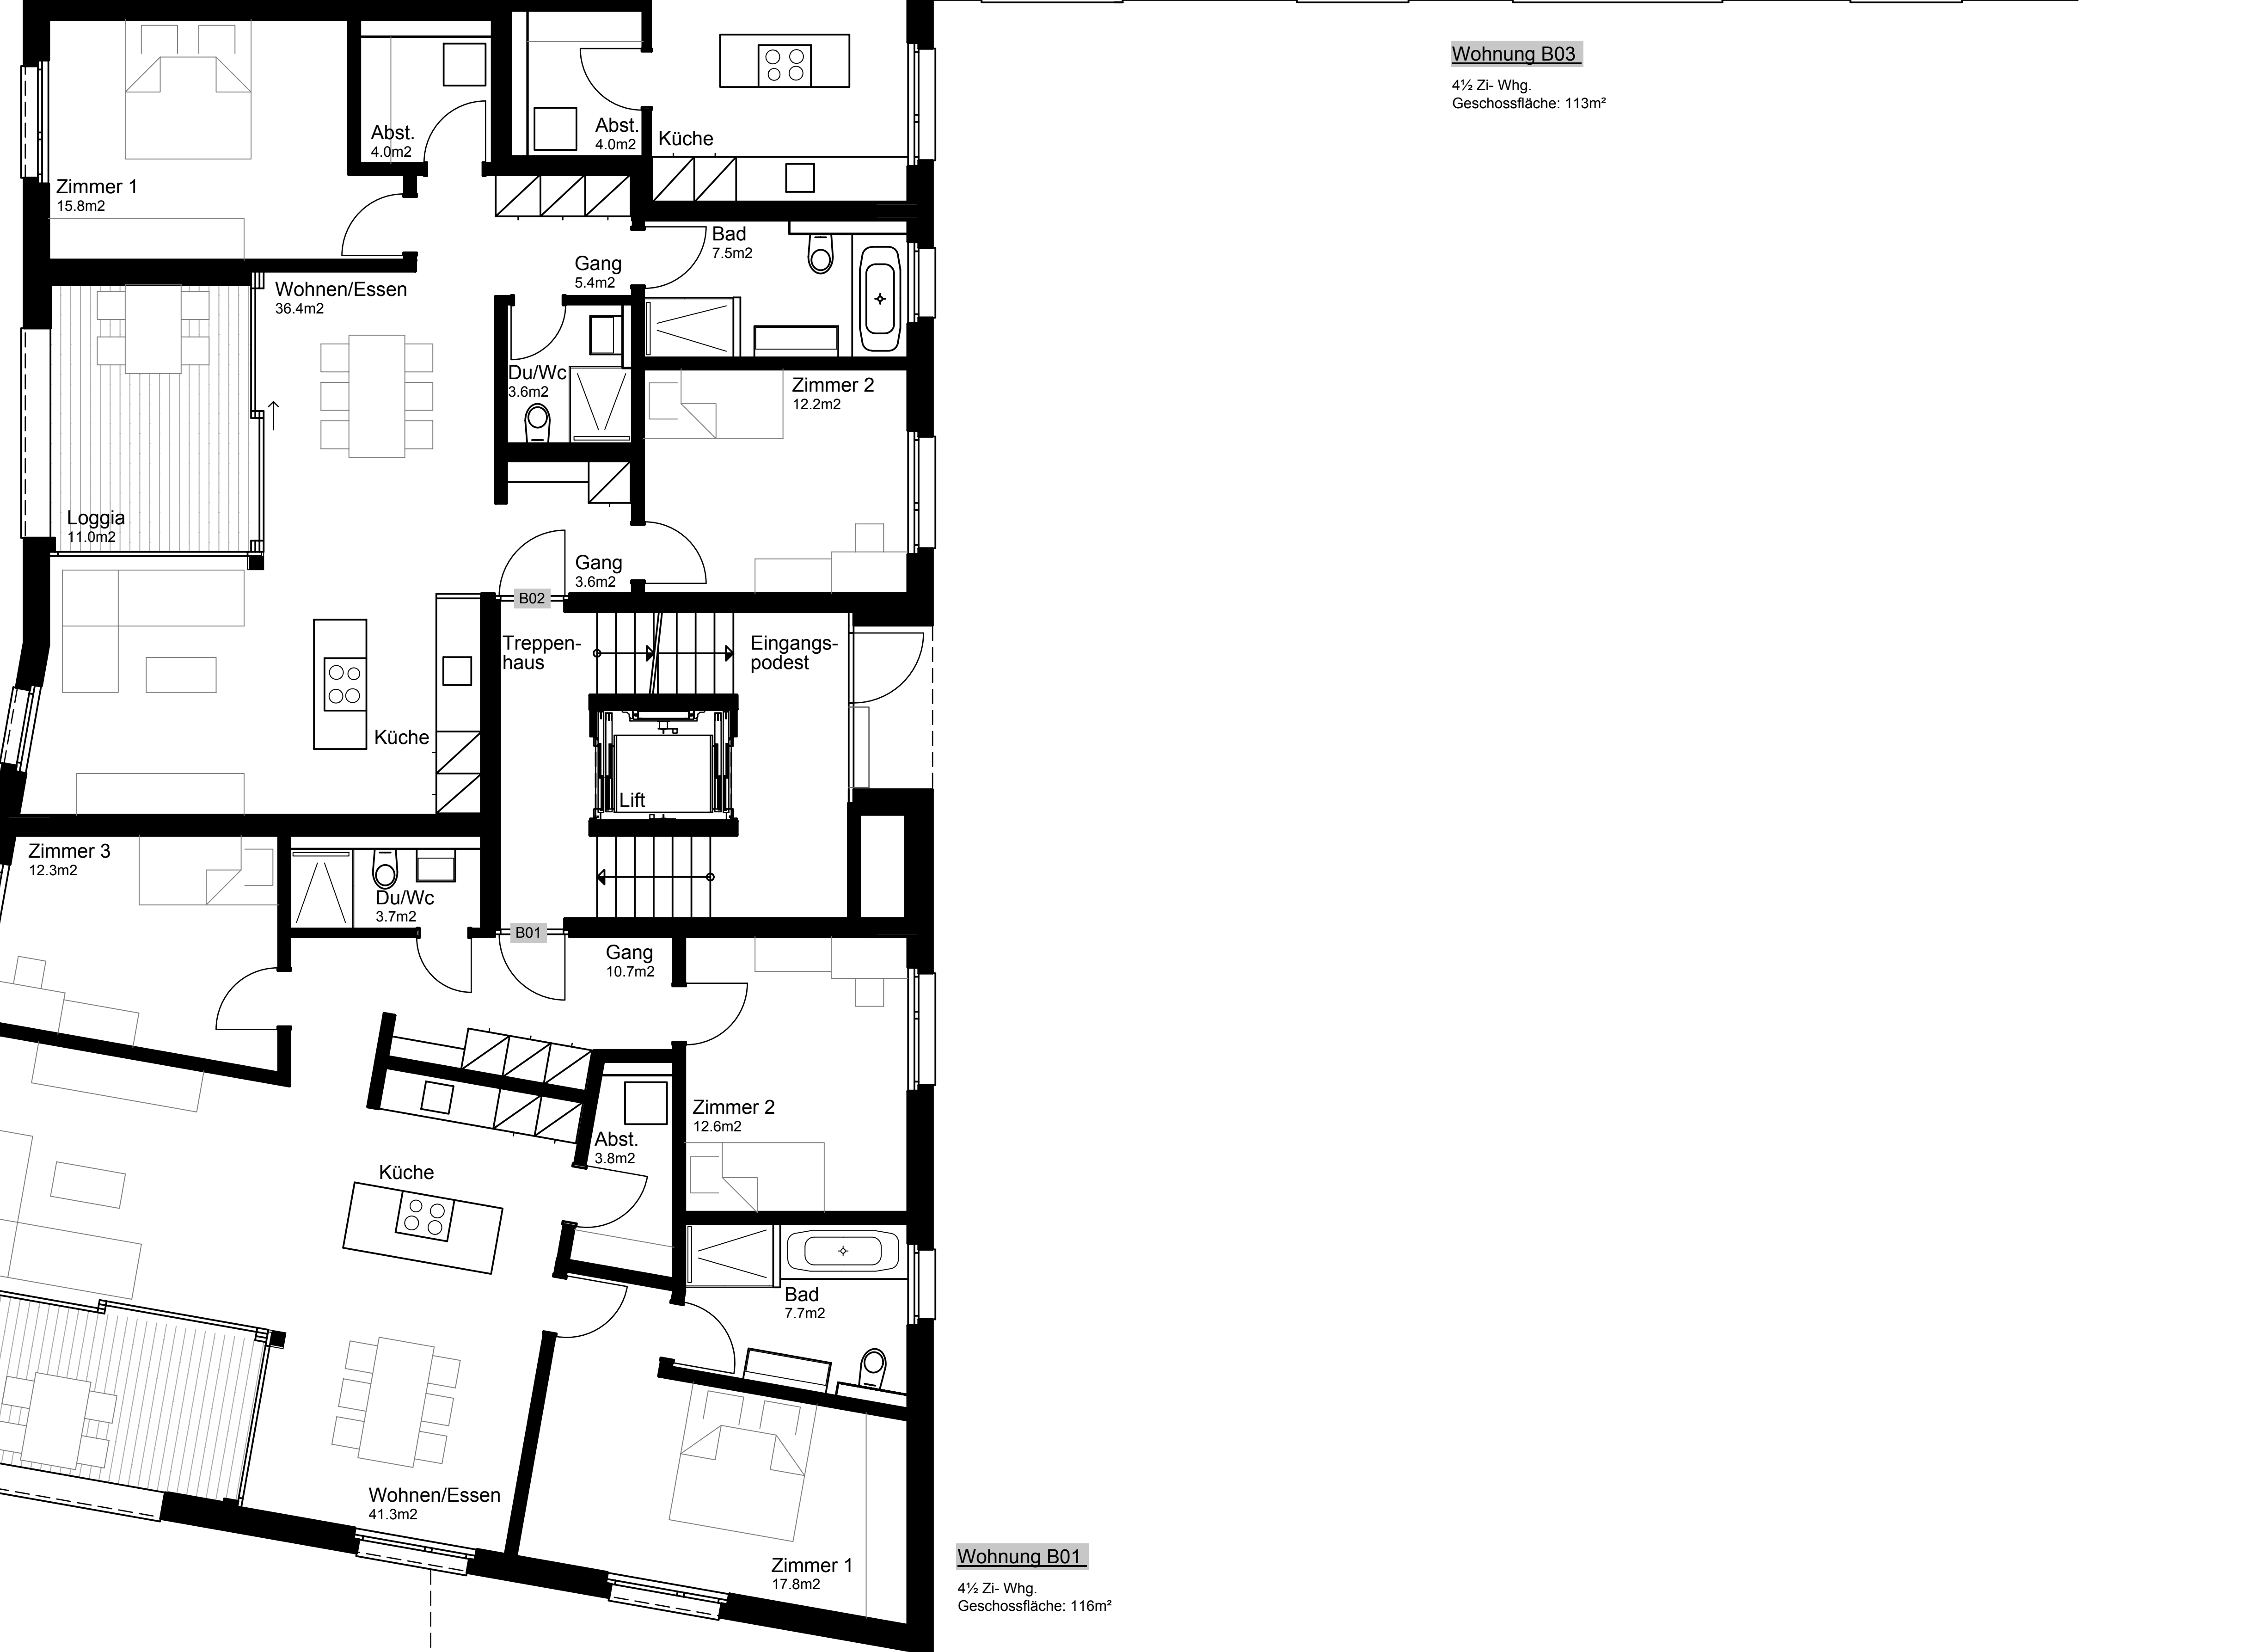 Wohnung B03
4½ Zi- Whg.
Geschossfläche: 113m²
Abst.
4.0m2
Abst.
4.0m2
Küche
Zimmer 1
15.8m2
Bad
7.5m2
Gang
5.4m2
Wohnen/Essen
36.4m2
Du/Wc
3.6m2
Zimmer 2
12.2m2
Loggia
11.0m2
Gang
3.6m2
B02
Treppen-
haus
Eingangs-
podest
Küche
Lift
Zimmer 3
12.3m2
Du/Wc
3.7m2
B01
Gang
10.7m2
Zimmer 2
12.6m2
Abst.
3.8m2
Küche
Bad
7.7m2
Wohnen/Essen
41.3m2
Zimmer 1
17.8m2
Wohnung B01
4½ Zi- Whg.
Geschossfläche: 116m²